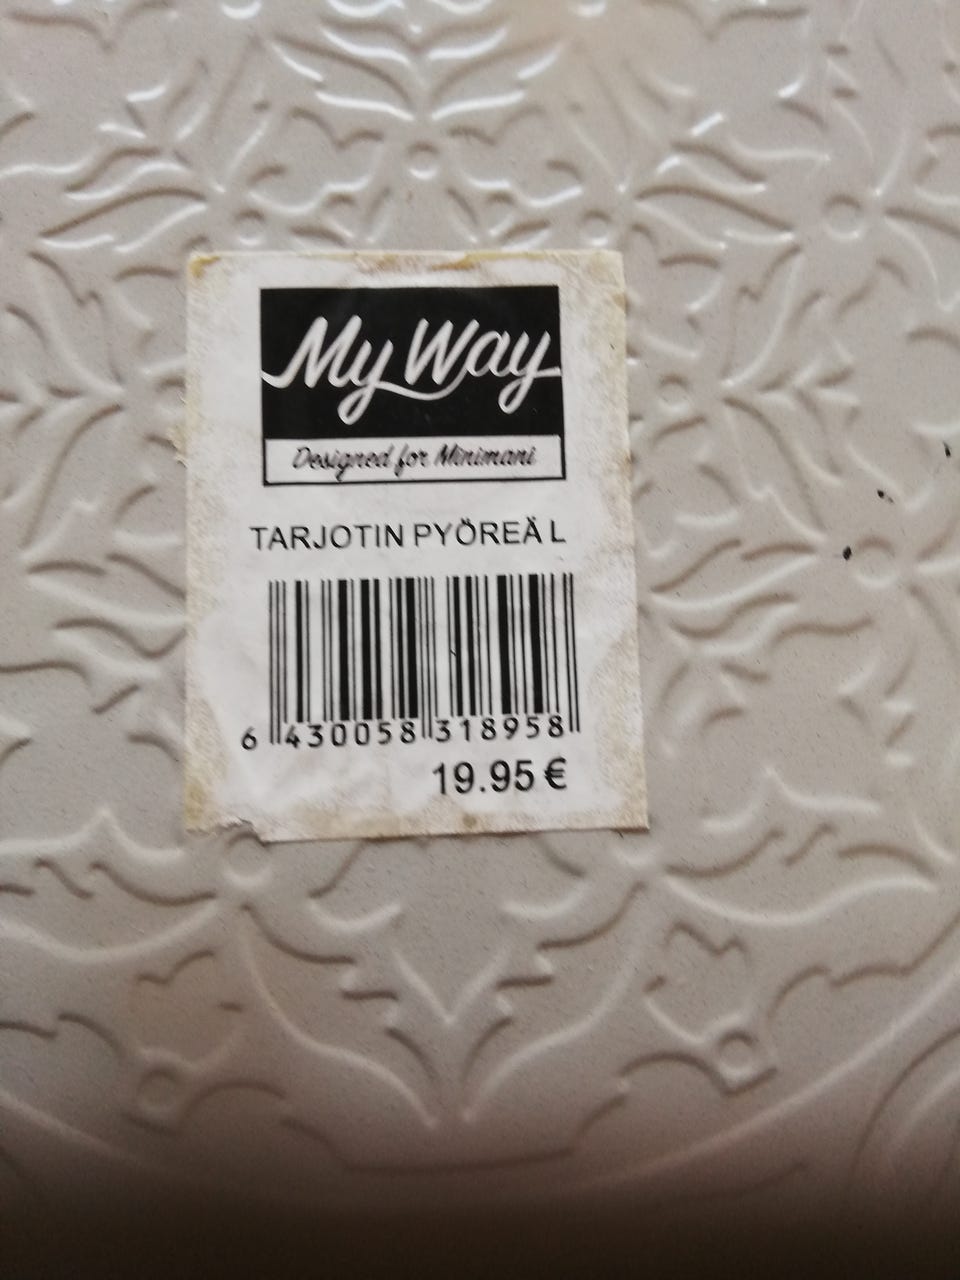 My Way
Designed for Minimani
TARJOTIN PYÖREÄ L
6 430058 318958
19.95 €